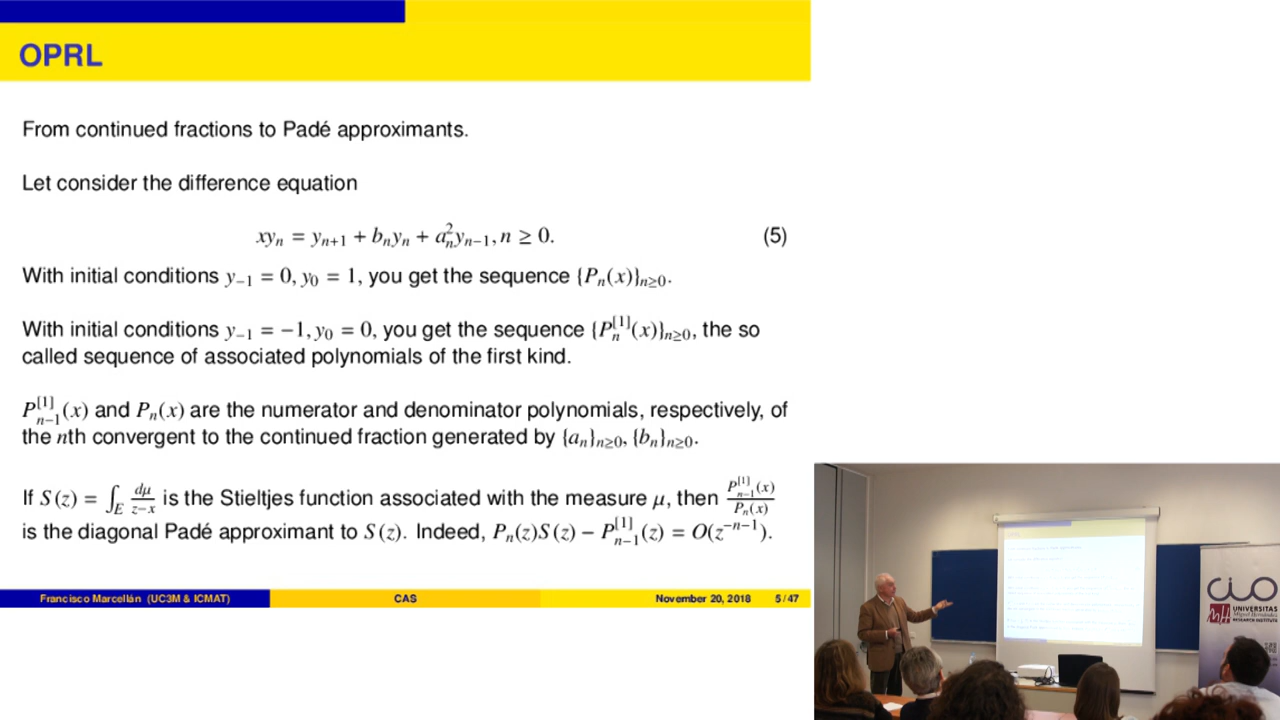 OPRL
From continued fractions to Padé approximants.
Let consider the difference equation
xy_n = y_{n+1} + b_n y_n + a_n^2 y_{n−1}, n ≥ 0. (5)
With initial conditions y_{−1} = 0, y_0 = 1, you get the sequence {P_n(x)}_{n≥0}.
With initial conditions y_{−1} = −1, y_0 = 0, you get the sequence {P_n^{[1]}(x)}_{n≥0}, the so
called sequence of associated polynomials of the first kind.
P_{n−1}^{[1]}(x) and P_n(x) are the numerator and denominator polynomials, respectively, of
the nth convergent to the continued fraction generated by {a_n}_{n≥0}, {b_n}_{n≥0}.
If S(z) = ∫_E dμ/(z−x) is the Stieltjes function associated with the measure μ, then P_{n−1}^{[1]}(x)/P_n(x)
is the diagonal Padé approximant to S(z). Indeed, P_n(z)S(z) − P_{n−1}^{[1]}(z) = O(z^{−n−1}).
Francisco Marcellán (UC3M & ICMAT) CAS November 20, 2018 5 / 47
CIO
UNIVERSITAS
Miguel Hernández
RESEARCH INSTITUTE